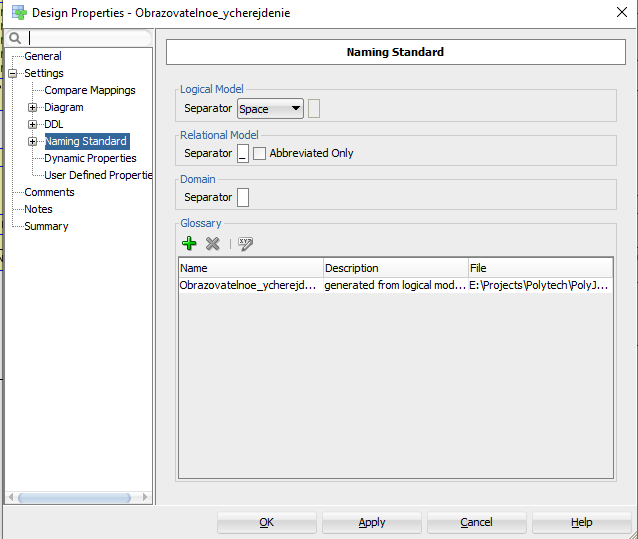 Design Properties - Obrazovatelnoe_ycherejdenie
General
Settings
Compare Mappings
Diagram
DDL
Naming Standard
Dynamic Properties
User Defined Propertie
Comments
Notes
Summary
Naming Standard
Logical Model
Separator Space
Relational Model
Separator _ Abbreviated Only
Domain
Separator
Glossary
Name Description File
Obrazovatelnoe_ycherejd... generated from logical mod... E:\Projects\Polytech\PolyJ...
OK Apply Cancel Help